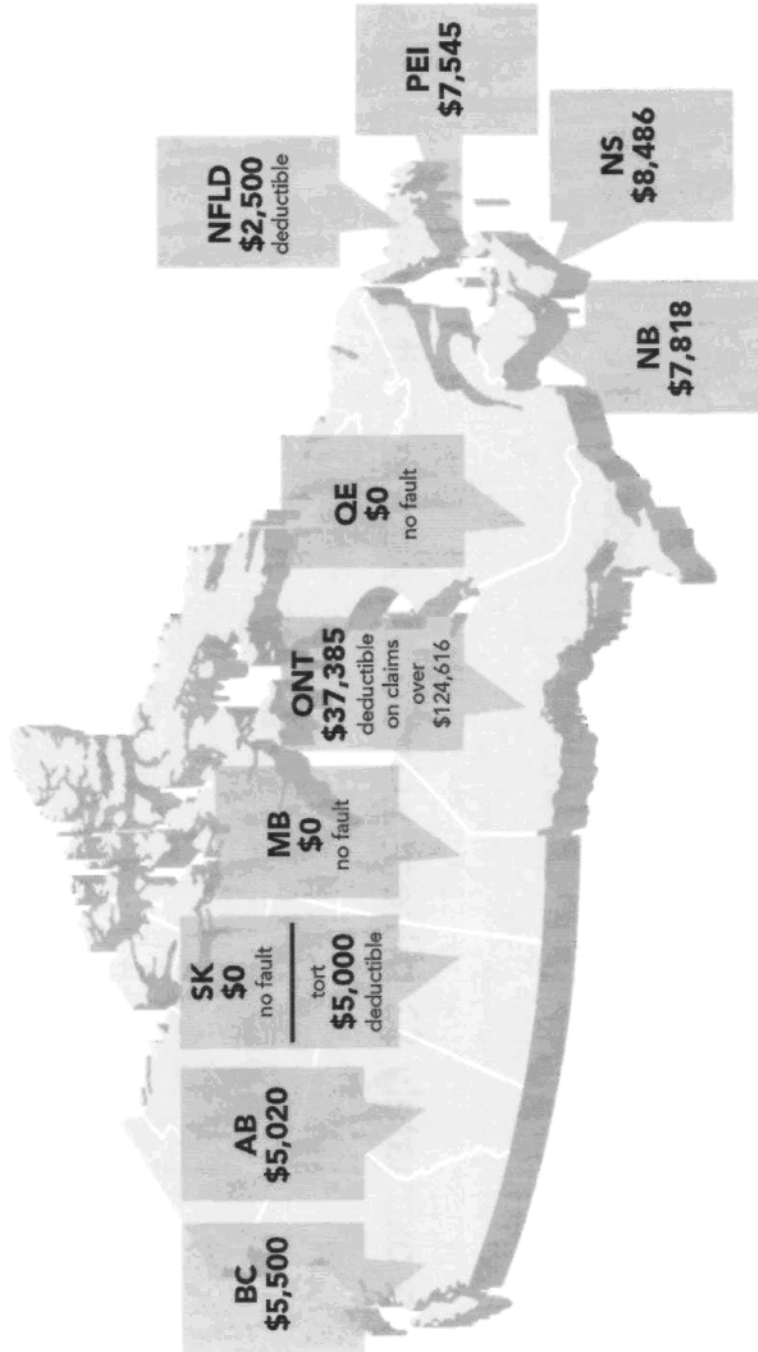 BC
$5,500
AB
$5,020
SK
$0
no fault
tort
$5,000
deductible
MB
$0
no fault
ONT
$37,385
deductible
on claims
over
$124,616
QE
$0
no fault
NFLD
$2,500
deductible
PEI
$7,545
NS
$8,486
NB
$7,818